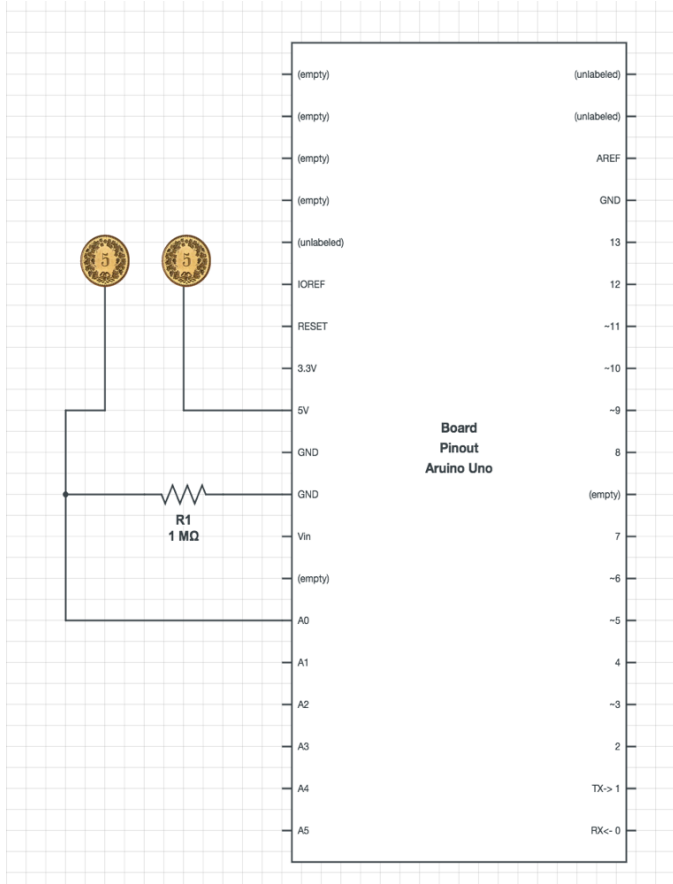 (empty)
(empty)
(empty)
(empty)
(unlabeled)
IOREF
RESET
3.3V
5V
GND
GND
Vin
(empty)
A0
A1
A2
A3
A4
A5
5
5
R1
1 MΩ
Board
Pinout
Aruino Uno
(unlabeled)
(unlabeled)
AREF
GND
13
12
~11
~10
~9
8
(empty)
7
~6
~5
4
~3
2
TX-> 1
RX<- 0